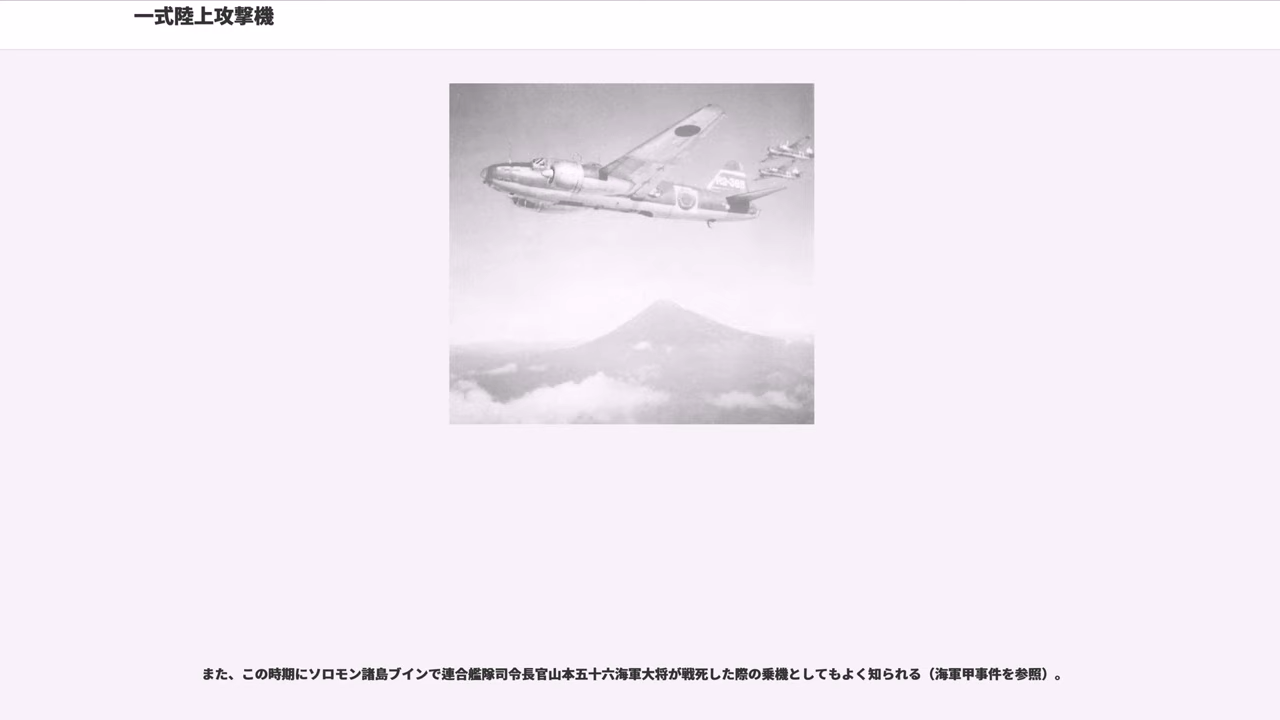 一式陸上攻撃機
また、この時期にソロモン諸島ブインで連合艦隊司令長官山本五十六海軍大将が戦死した際の乗機としてもよく知られる（海軍甲事件を参照）。